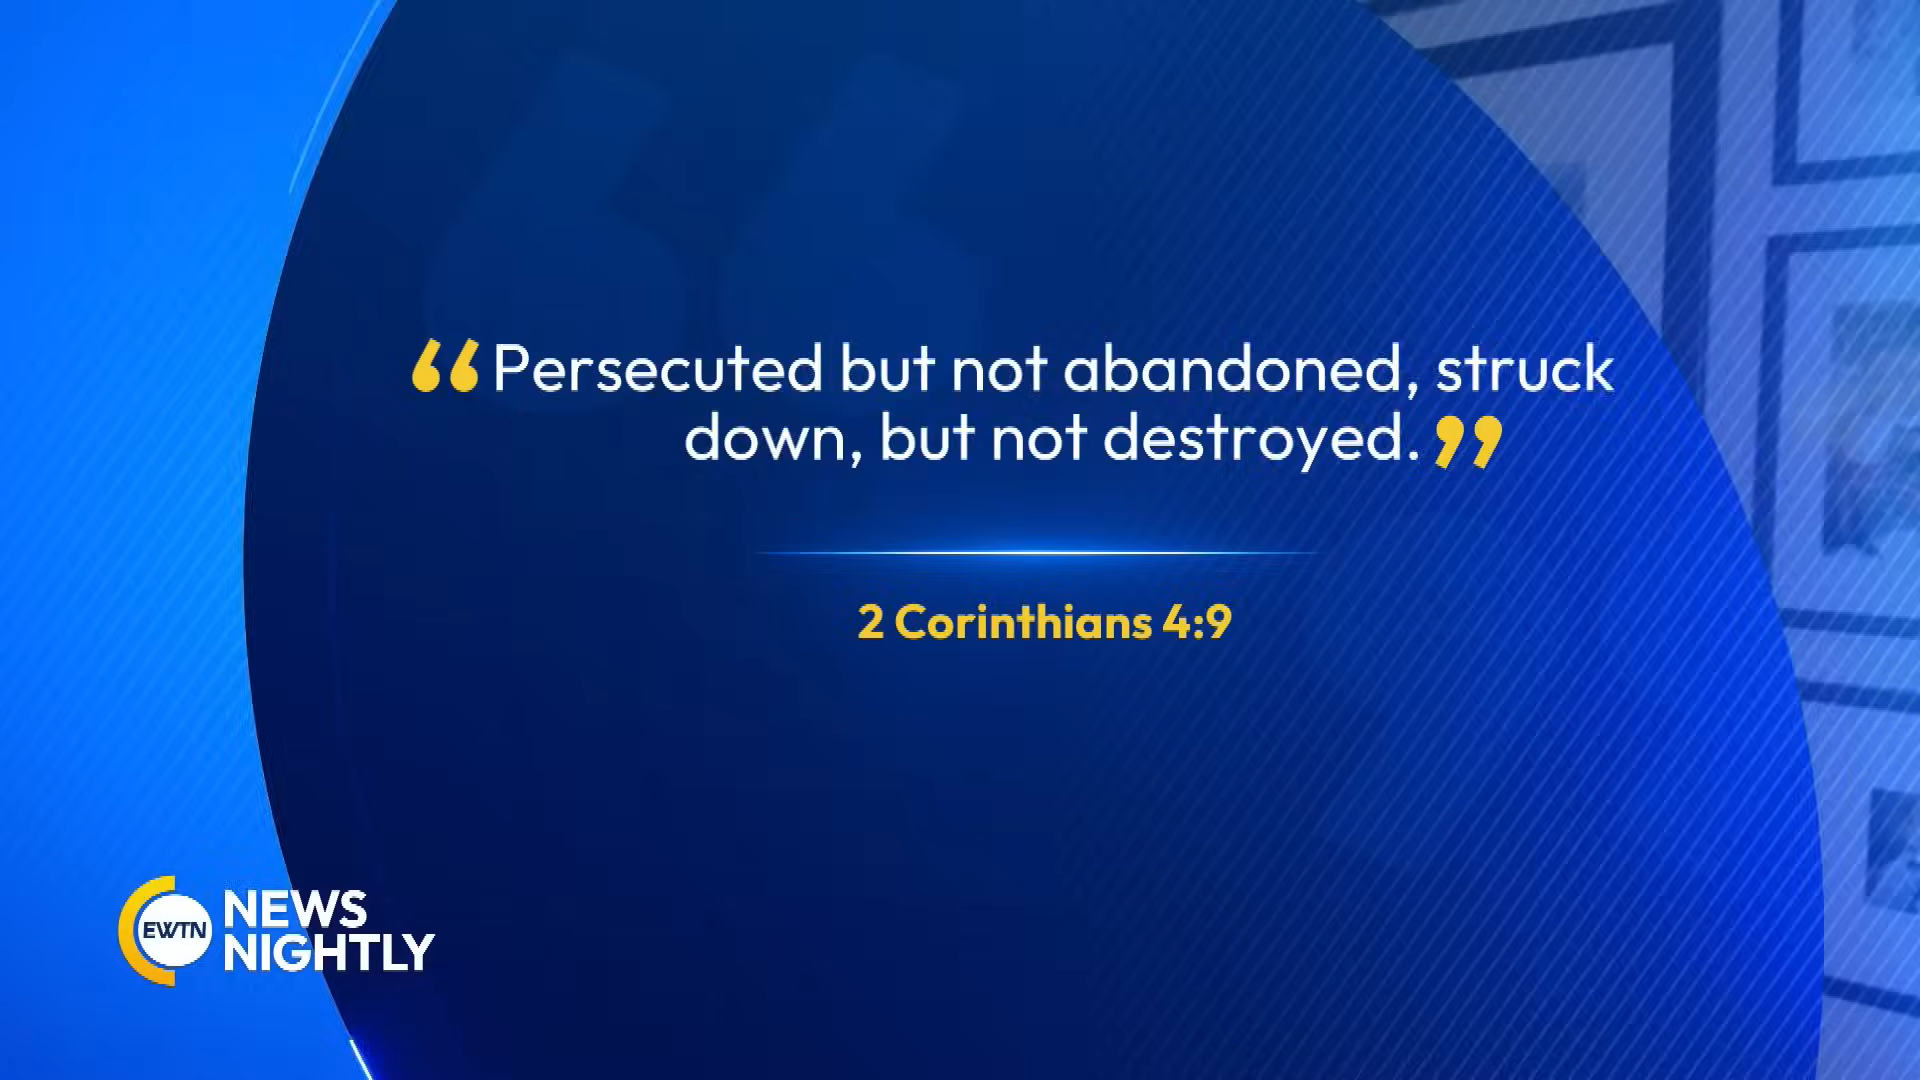 “Persecuted but not abandoned, struck
down, but not destroyed.”
2 Corinthians 4:9
EWTN NEWS
NIGHTLY